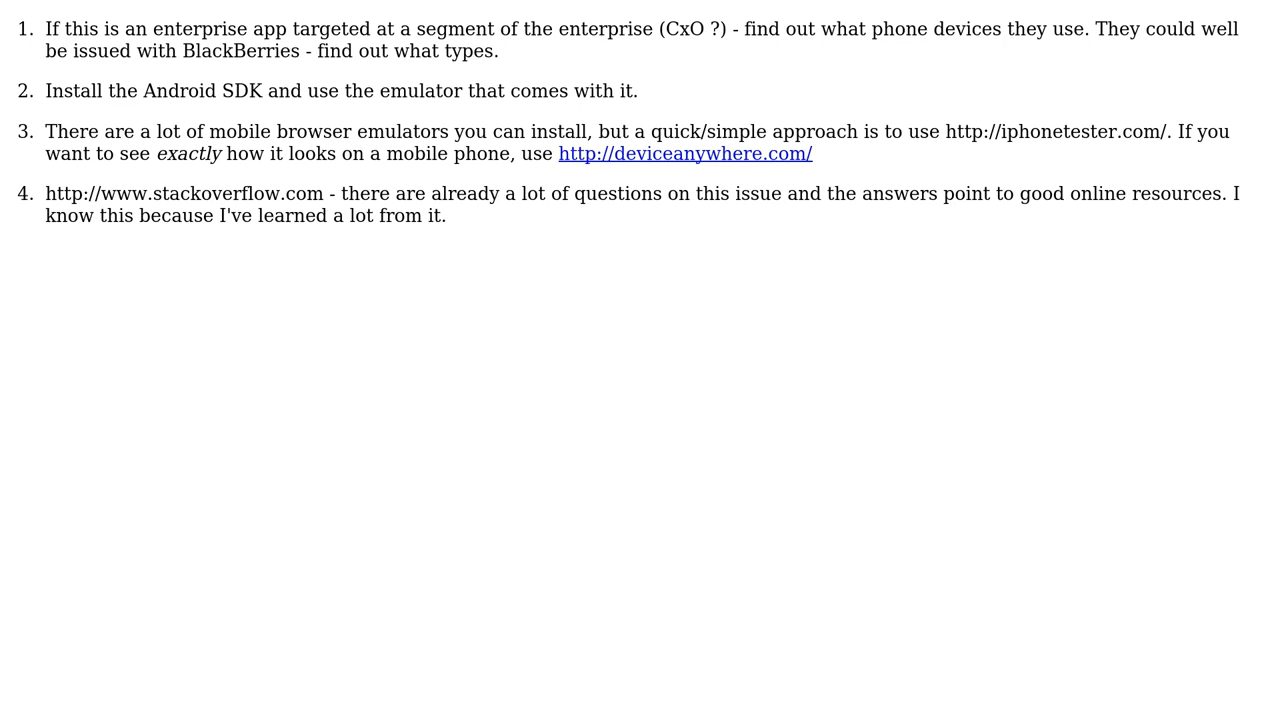 1. If this is an enterprise app targeted at a segment of the enterprise (CxO ?) - find out what phone devices they use. They could well
be issued with BlackBerries - find out what types.
2. Install the Android SDK and use the emulator that comes with it.
3. There are a lot of mobile browser emulators you can install, but a quick/simple approach is to use http://iphonetester.com/. If you
want to see exactly how it looks on a mobile phone, use http://deviceanywhere.com/
4. http://www.stackoverflow.com - there are already a lot of questions on this issue and the answers point to good online resources. I
know this because I've learned a lot from it.